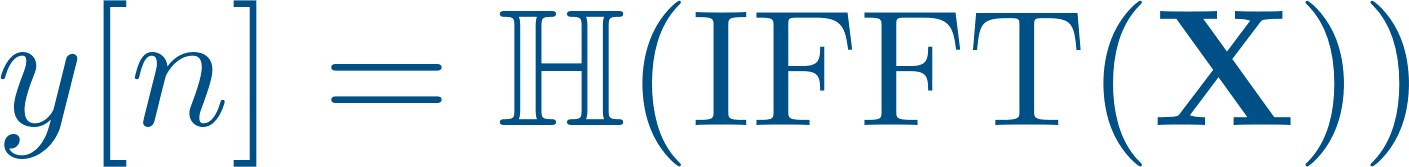 y[n] = ℍ(IFFT(𝐗))